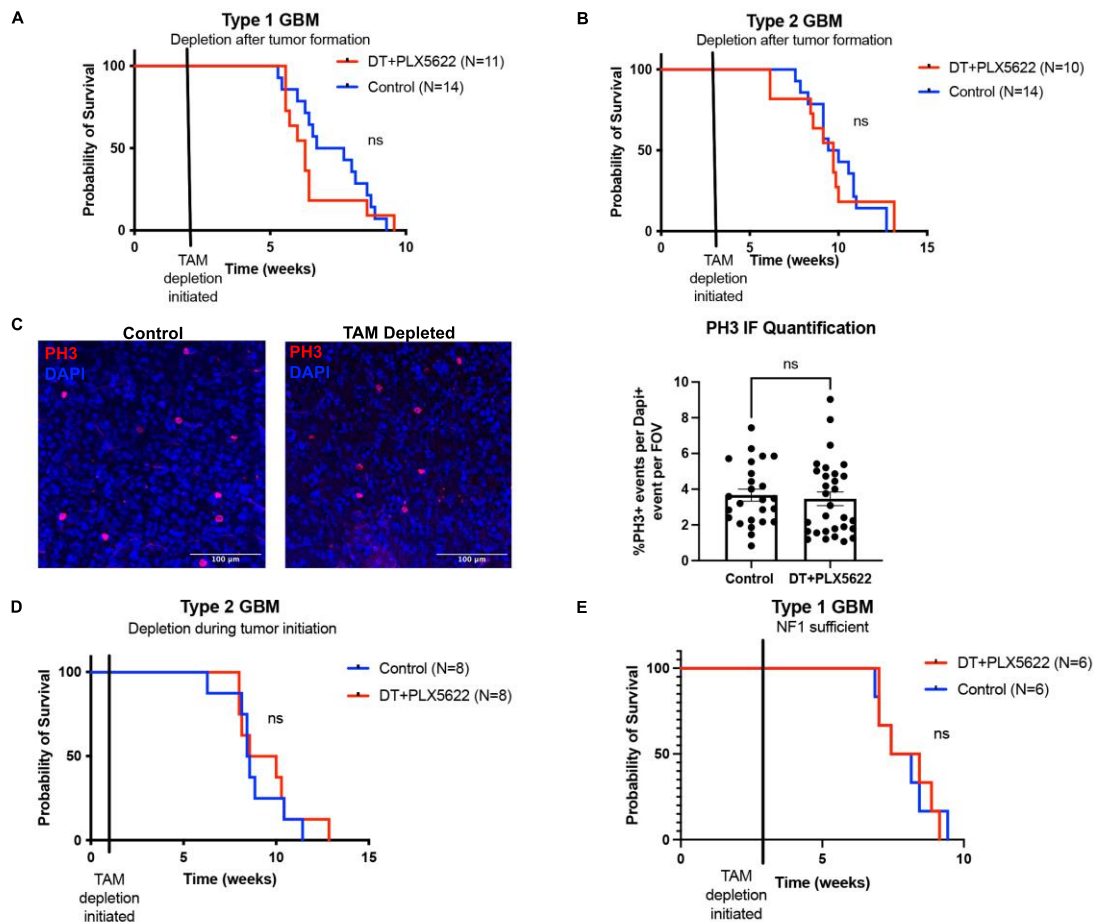 A
Type 1 GBM
Depletion after tumor formation
DT+PLX5622 (N=11)
Control (N=14)
ns
Probability of Survival
100
50
0
0 5 10
Time (weeks)
TAM
depletion
initiated
B
Type 2 GBM
Depletion after tumor formation
DT+PLX5622 (N=10)
Control (N=14)
ns
Probability of Survival
100
50
0
0 5 10 15
Time (weeks)
TAM
depletion
initiated
C
Control
PH3
DAPI
100 µm
TAM Depleted
PH3
DAPI
100 µm
PH3 IF Quantification
ns
%PH3+ events per Dapi+
event per FOV
10
8
6
4
2
0
Control DT+PLX5622
D
Type 2 GBM
Depletion during tumor initiation
Control (N=8)
DT+PLX5622 (N=8)
ns
Probability of Survival
100
50
0
0 5 10 15
Time (weeks)
TAM
depletion
initiated
E
Type 1 GBM
NF1 sufficient
DT+PLX5622 (N=6)
Control (N=6)
ns
Probability of Survival
100
50
0
0 5 10
Time (weeks)
TAM
depletion
initiated